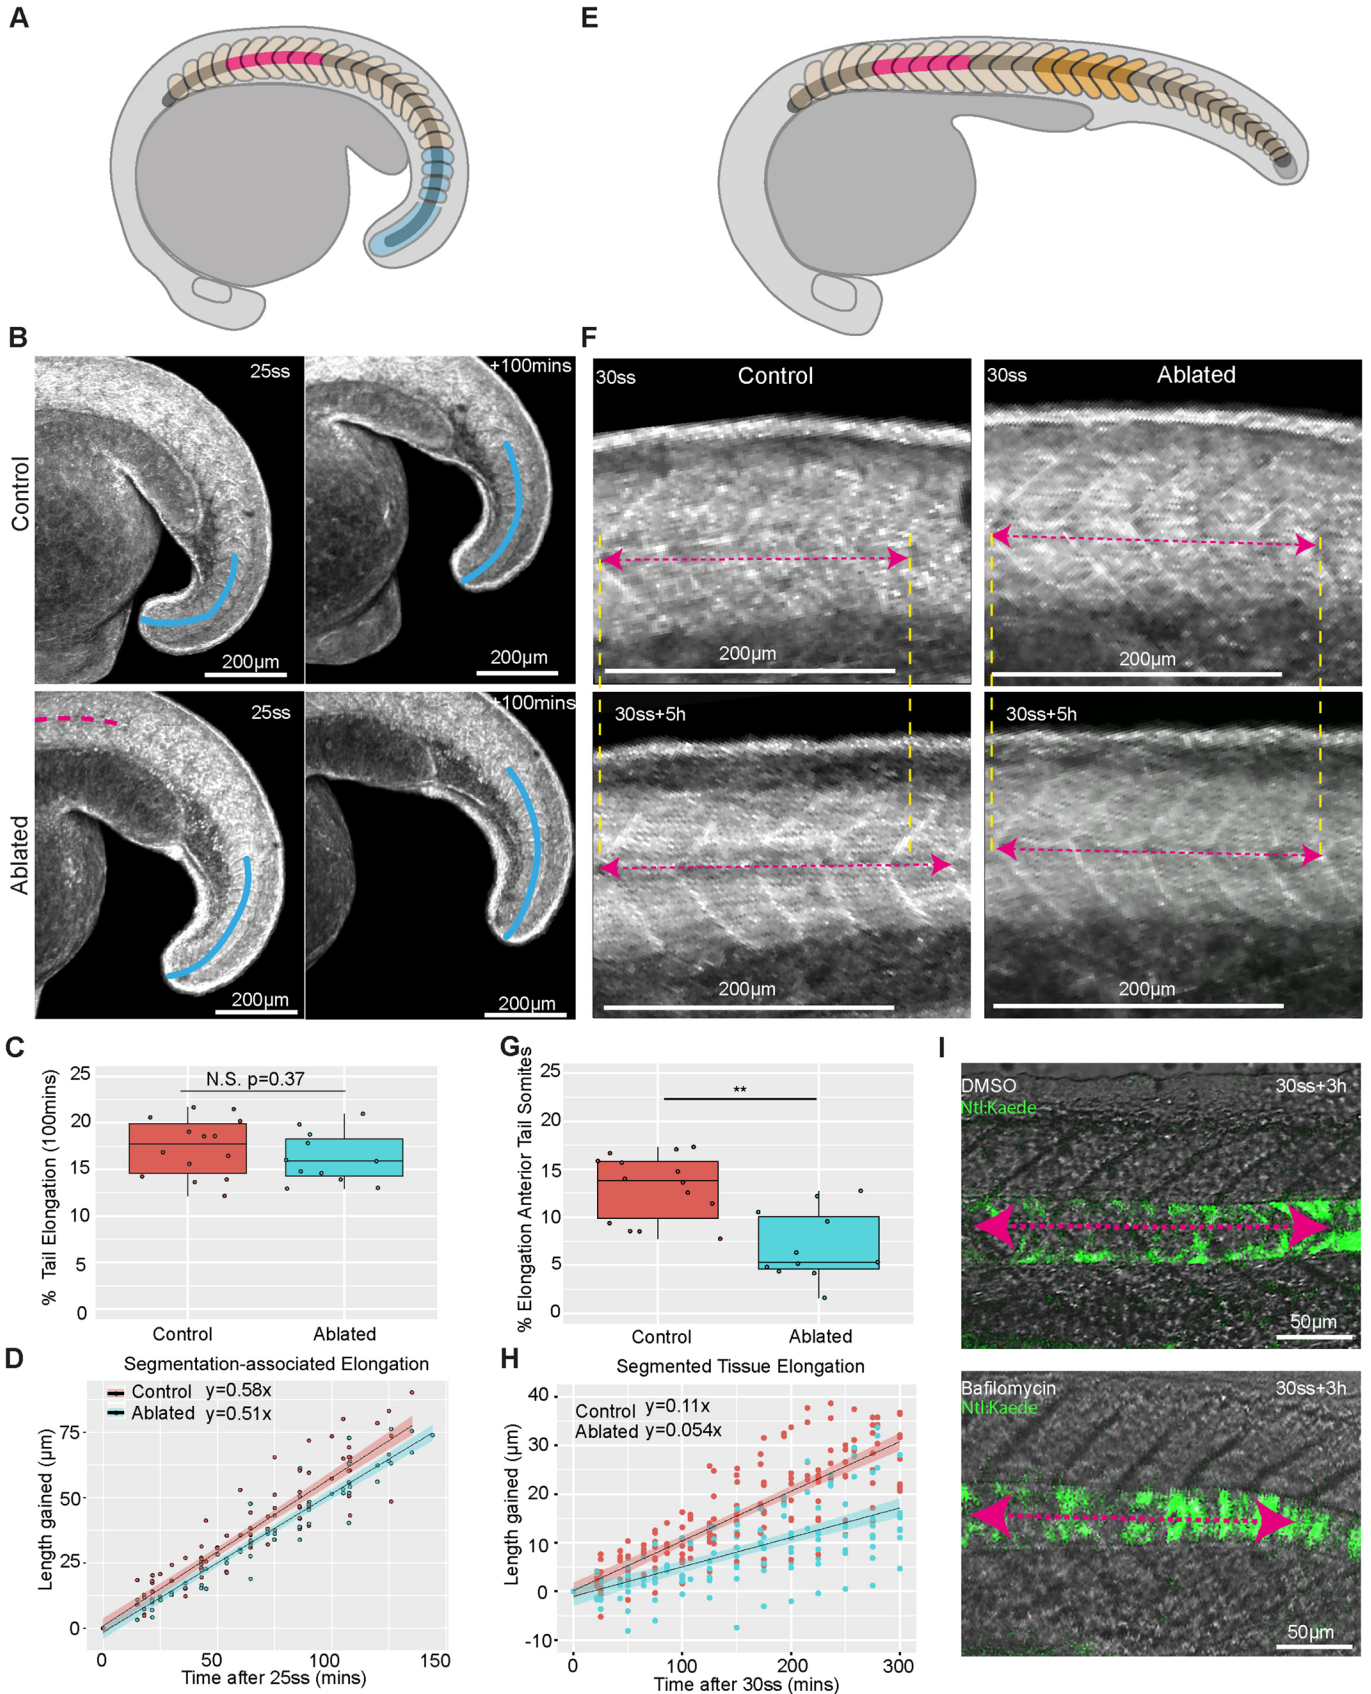 A
E
B
25ss
+100mins
Control
200µm
200µm
25ss
+100mins
Ablated
200µm
200µm
F
30ss
Control
30ss
Ablated
200µm
200µm
30ss+5h
30ss+5h
200µm
200µm
C
% Tail Elongation (100mins)
25
20
15
10
5
0
N.S. p=0.37
Control
Ablated
G
% Elongation Anterior Tail Somites
25
20
15
10
5
0
**
Control
Ablated
I
DMSO
30ss+3h
Ntl:Kaede
50µm
Bafilomycin
30ss+3h
Ntl:Kaede
50µm
D
Segmentation-associated Elongation
Control y=0.58x
Ablated y=0.51x
Length gained (µm)
75
50
25
0
0
50
100
150
Time after 25ss (mins)
H
Segmented Tissue Elongation
Control y=0.11x
Ablated y=0.054x
Length gained (µm)
40
30
20
10
0
-10
0
100
200
300
Time after 30ss (mins)